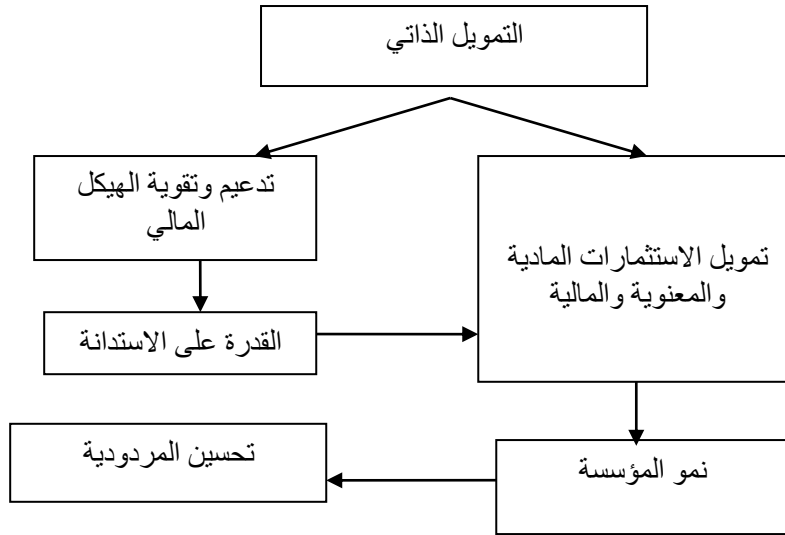 التمويل الذاتي
تدعيم وتقوية الهيكل
المالي
تمويل الاستثمارات المادية
والمعنوية والمالية
القدرة على الاستدانة
تحسين المردودية
نمو المؤسسة